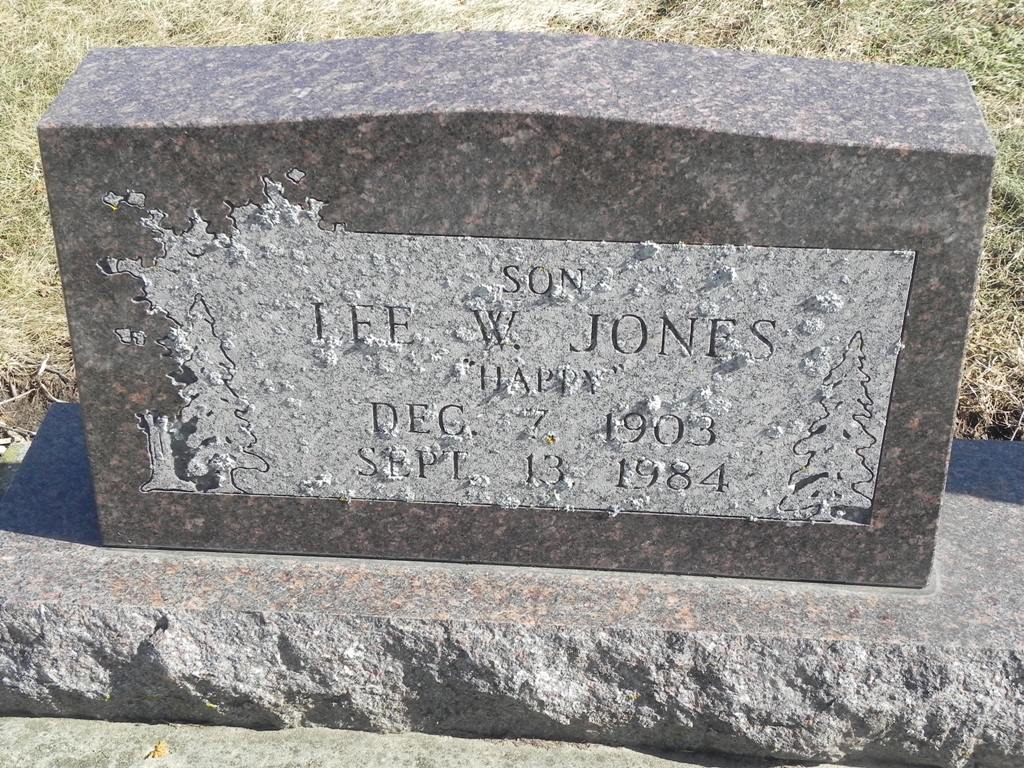 SON
LEE W. JONES
"HAPPY"
DEC. 7, 1903
SEPT. 13, 1984